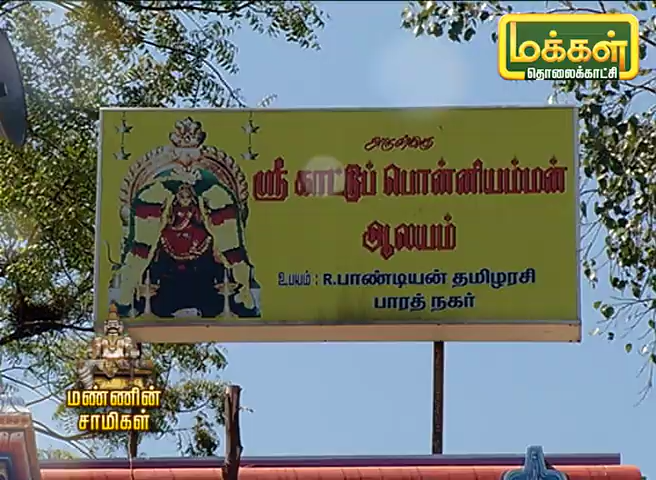 மக்கள்
தொலைக்காட்சி
அருள்மிகு
ஸ்ரீ காட்டுப் பொன்னியம்மன்
ஆலயம்
உபயம் : R.பாண்டியன் தமிழரசி
பாரத் நகர்
மண்ணின்
சாமிகள்